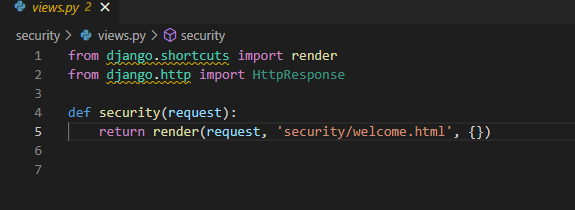 views.py 2 ×
security > views.py > security
1 from django.shortcuts import render
2 from django.http import HttpResponse
3
4 def security(request):
5     return render(request, 'security/welcome.html', {})
6
7